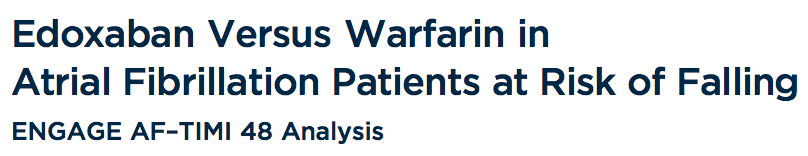 Edoxaban Versus Warfarin in
Atrial Fibrillation Patients at Risk of Falling
ENGAGE AF–TIMI 48 Analysis